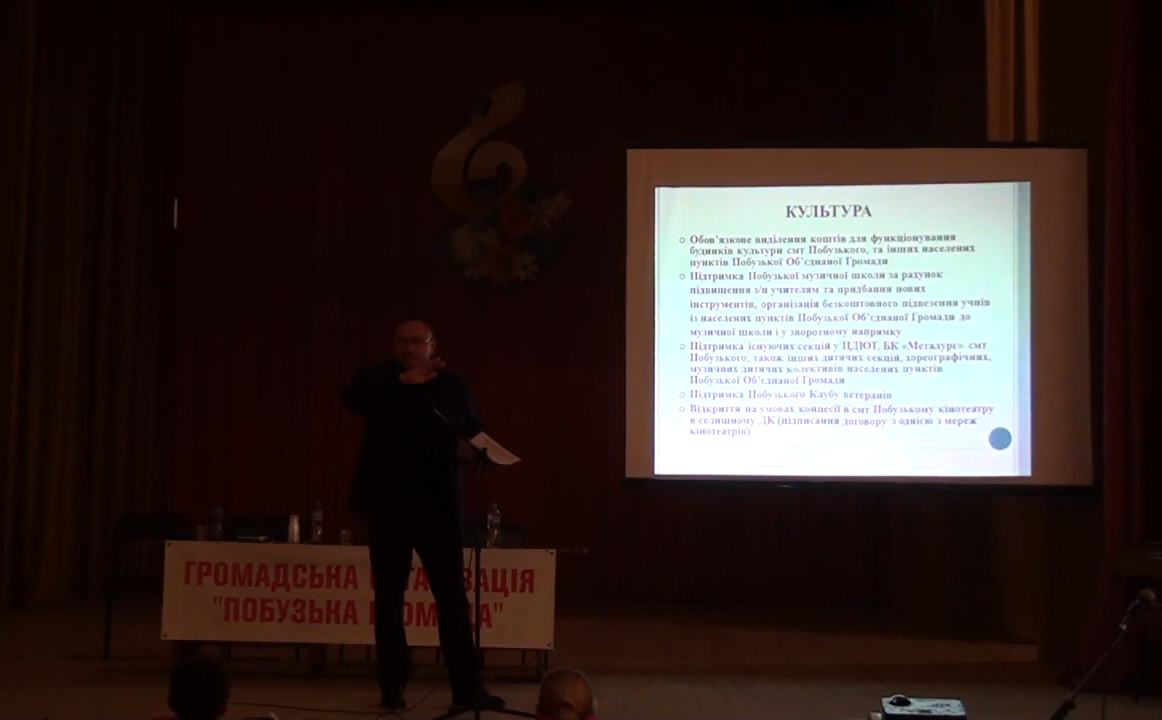 КУЛЬТУРА
Обов'язкове виділення коштів для функціонування
будинків культури смт Побузького, та інших населених
пунктів Побузької Об'єднаної Громади
Підтримка Побузької музичної школи за рахунок
підвищення з/п учителям та придбання нових
інструментів, організація безкоштовного підвезення учнів
із населених пунктів Побузької Об'єднаної Громади до
музичної школи і у зворотному напрямку
Підтримка існуючих секцій у ЦДЮТ, БК «Металург» смт
Побузького, також інших дитячих секцій, хореографічних,
музичних дитячих колективів населених пунктів
Побузької Об'єднаної Громади
Підтримка Побузького Клубу ветеранів
Відкриття на умовах концесії в смт Побузькому кінотеатру
в селищному ДК (підписання договору з однією з мереж
кінотеатрів)
ГРОМАДСЬКА
"ПОБУЗЬКА